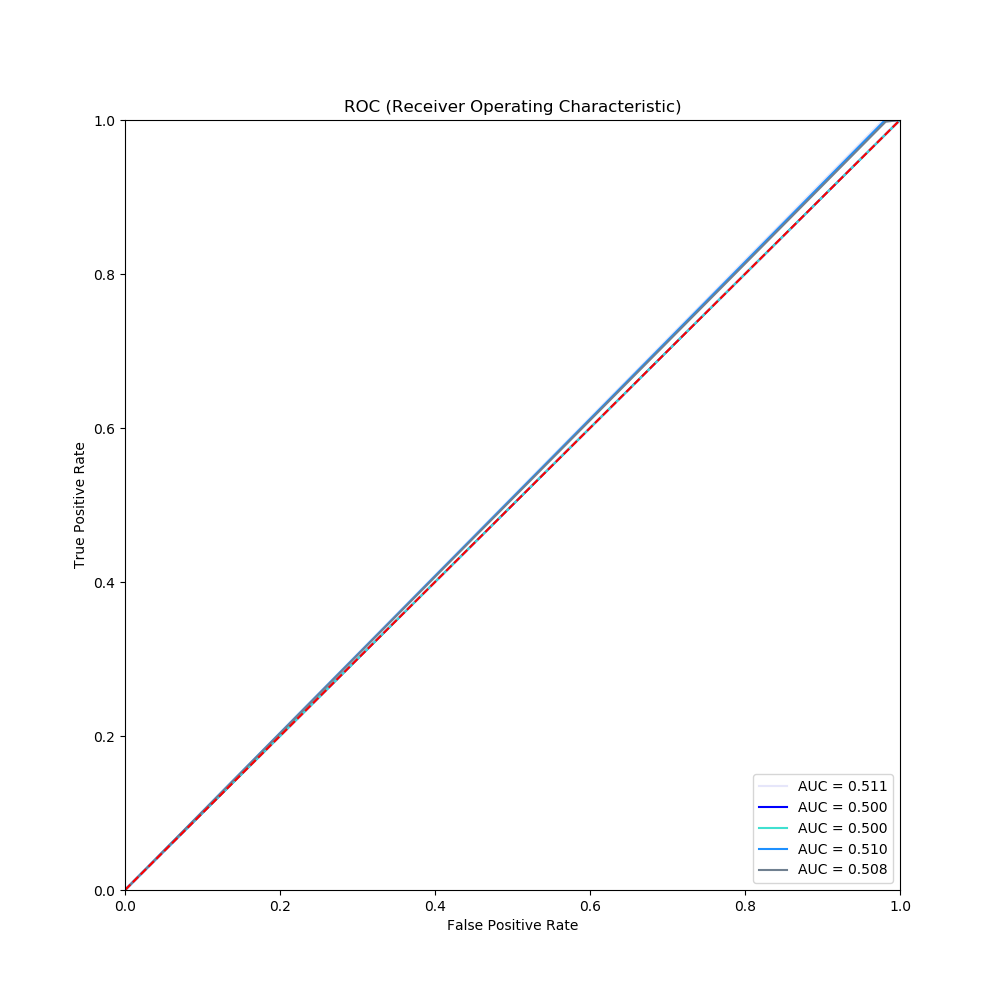 ROC (Receiver Operating Characteristic)
1.0
0.8
0.6
0.4
0.2
0.0
True Positive Rate
0.0 0.2 0.4 0.6 0.8 1.0
False Positive Rate
AUC = 0.511
AUC = 0.500
AUC = 0.500
AUC = 0.510
AUC = 0.508